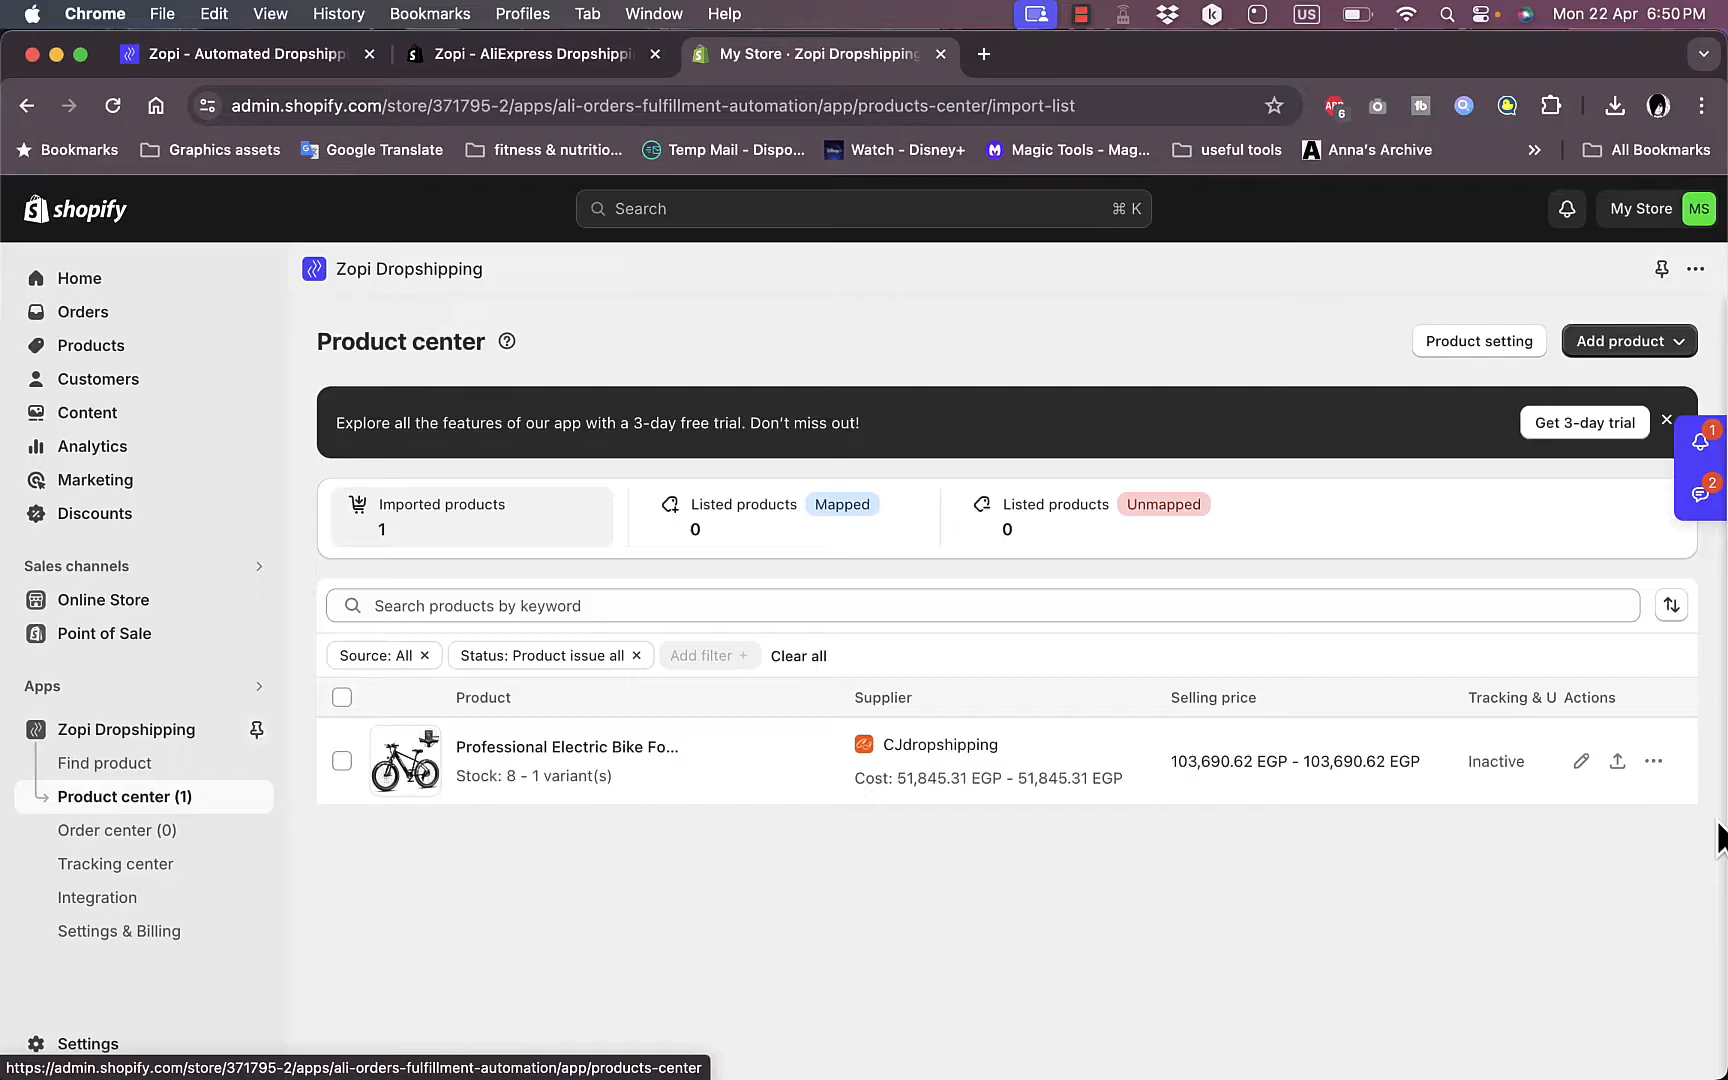 Chrome File Edit View History Bookmarks Profiles Tab Window Help US Mon 22 Apr 6:50 PM
Zopi - Automated Dropshipp
Zopi - AliExpress Dropshippi
My Store · Zopi Dropshipping
admin.shopify.com/store/371795-2/apps/ali-orders-fulfillment-automation/app/products-center/import-list
ABP 6 tb
Bookmarks Graphics assets Google Translate fitness & nutritio... Temp Mail - Dispo... Watch - Disney+ Magic Tools - Mag... useful tools Anna's Archive All Bookmarks
shopify
Search ⌘ K
My Store MS
Home
Orders
Products
Customers
Content
Analytics
Marketing
Discounts
Sales channels
Online Store
Point of Sale
Apps
Zopi Dropshipping
Find product
Product center (1)
Order center (0)
Tracking center
Integration
Settings & Billing
Settings
Zopi Dropshipping
Product center
Product setting
Add product
Explore all the features of our app with a 3-day free trial. Don't miss out!
Get 3-day trial
1
2
Imported products
1
Listed products Mapped
0
Listed products Unmapped
0
Search products by keyword
Source: All
Status: Product issue all
Add filter +
Clear all
Product Supplier Selling price Tracking & U Actions
Professional Electric Bike Fo...
Stock: 8 - 1 variant(s)
CJdropshipping
Cost: 51,845.31 EGP - 51,845.31 EGP
103,690.62 EGP - 103,690.62 EGP
Inactive
https://admin.shopify.com/store/371795-2/apps/ali-orders-fulfillment-automation/app/products-center